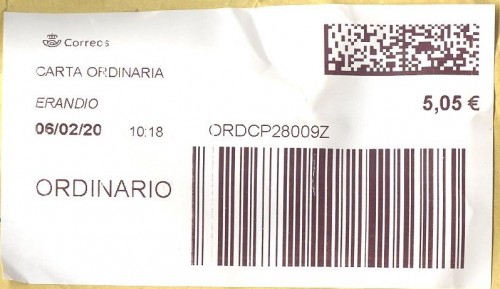 Correos
CARTA ORDINARIA
ERANDIO
5,05 €
06/02/20 10:18 ORDCP28009Z
ORDINARIO